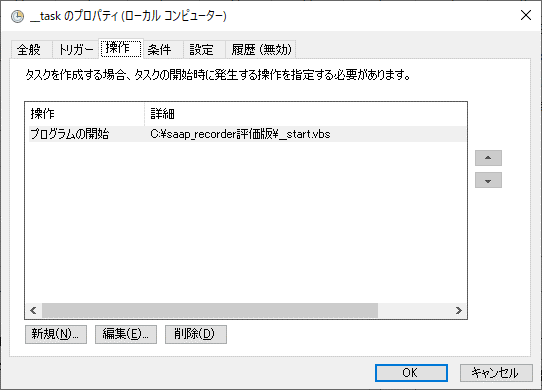 __task のプロパティ (ローカル コンピューター)
全般 トリガー 操作 条件 設定 履歴 (無効)
タスクを作成する場合、タスクの開始時に発生する操作を指定する必要があります。
操作 詳細
プログラムの開始 C:¥saap_recorder評価版¥__start.vbs
新規(N)... 編集(E)... 削除(D)
OK キャンセル